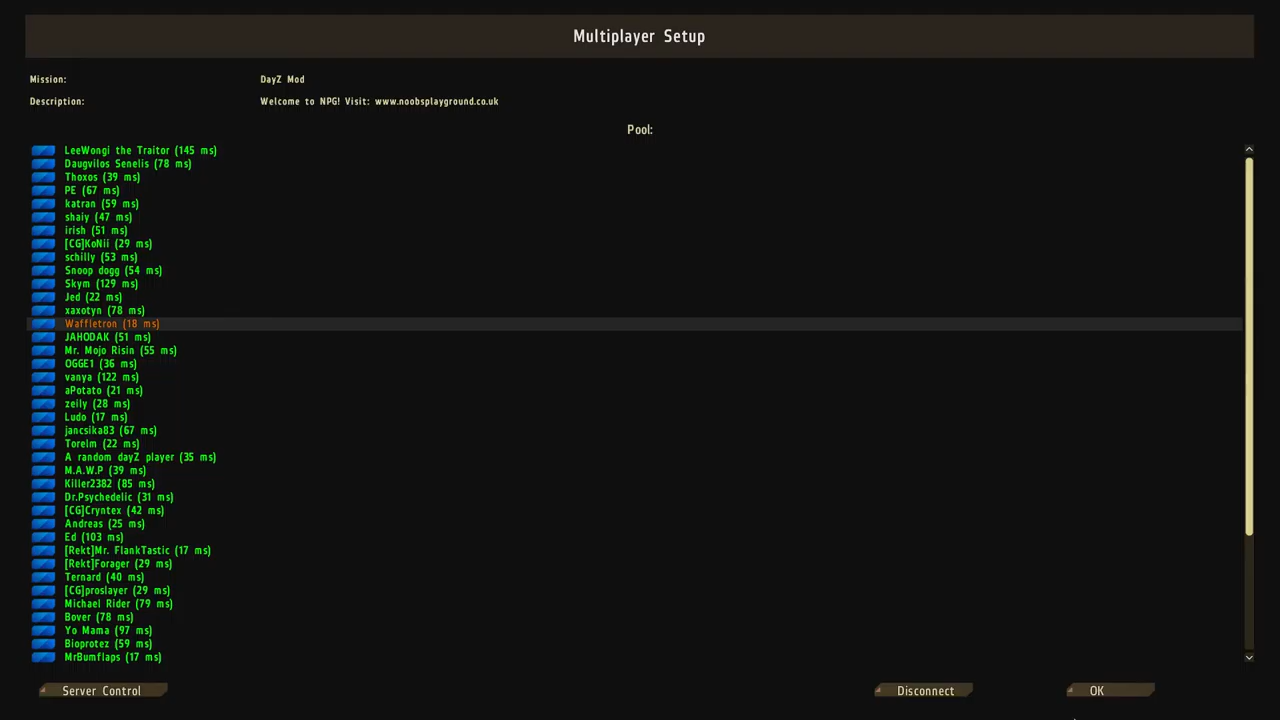 Multiplayer Setup
Mission: DayZ Mod
Description: Welcome to NPG! Visit: www.noobsplayground.co.uk
Pool:
LeeWongi the Traitor (145 ms)
Daugvilos Senelis (78 ms)
Thoxos (39 ms)
PE (67 ms)
katran (59 ms)
shaiy (47 ms)
irish (51 ms)
[CG]KoNii (29 ms)
schilly (53 ms)
Snoop dogg (54 ms)
Skym (129 ms)
Jed (22 ms)
xaxotyn (78 ms)
Waffletron (18 ms)
JAHODAK (51 ms)
Mr. Mojo Risin (55 ms)
OGGE1 (36 ms)
vanya (122 ms)
aPotato (21 ms)
zeily (28 ms)
Ludo (17 ms)
jancsika83 (67 ms)
Torelm (22 ms)
A random dayZ player (35 ms)
M.A.W.P (39 ms)
Killer2382 (85 ms)
Dr.Psychedelic (31 ms)
[CG]Cryntex (42 ms)
Andreas (25 ms)
Ed (103 ms)
[Rekt]Mr. FlankTastic (17 ms)
[Rekt]Forager (29 ms)
Ternard (40 ms)
[CG]proslayer (29 ms)
Michael Rider (79 ms)
Bover (78 ms)
Yo Mama (97 ms)
Bioprotez (59 ms)
MrBumflaps (17 ms)
Server Control Disconnect OK